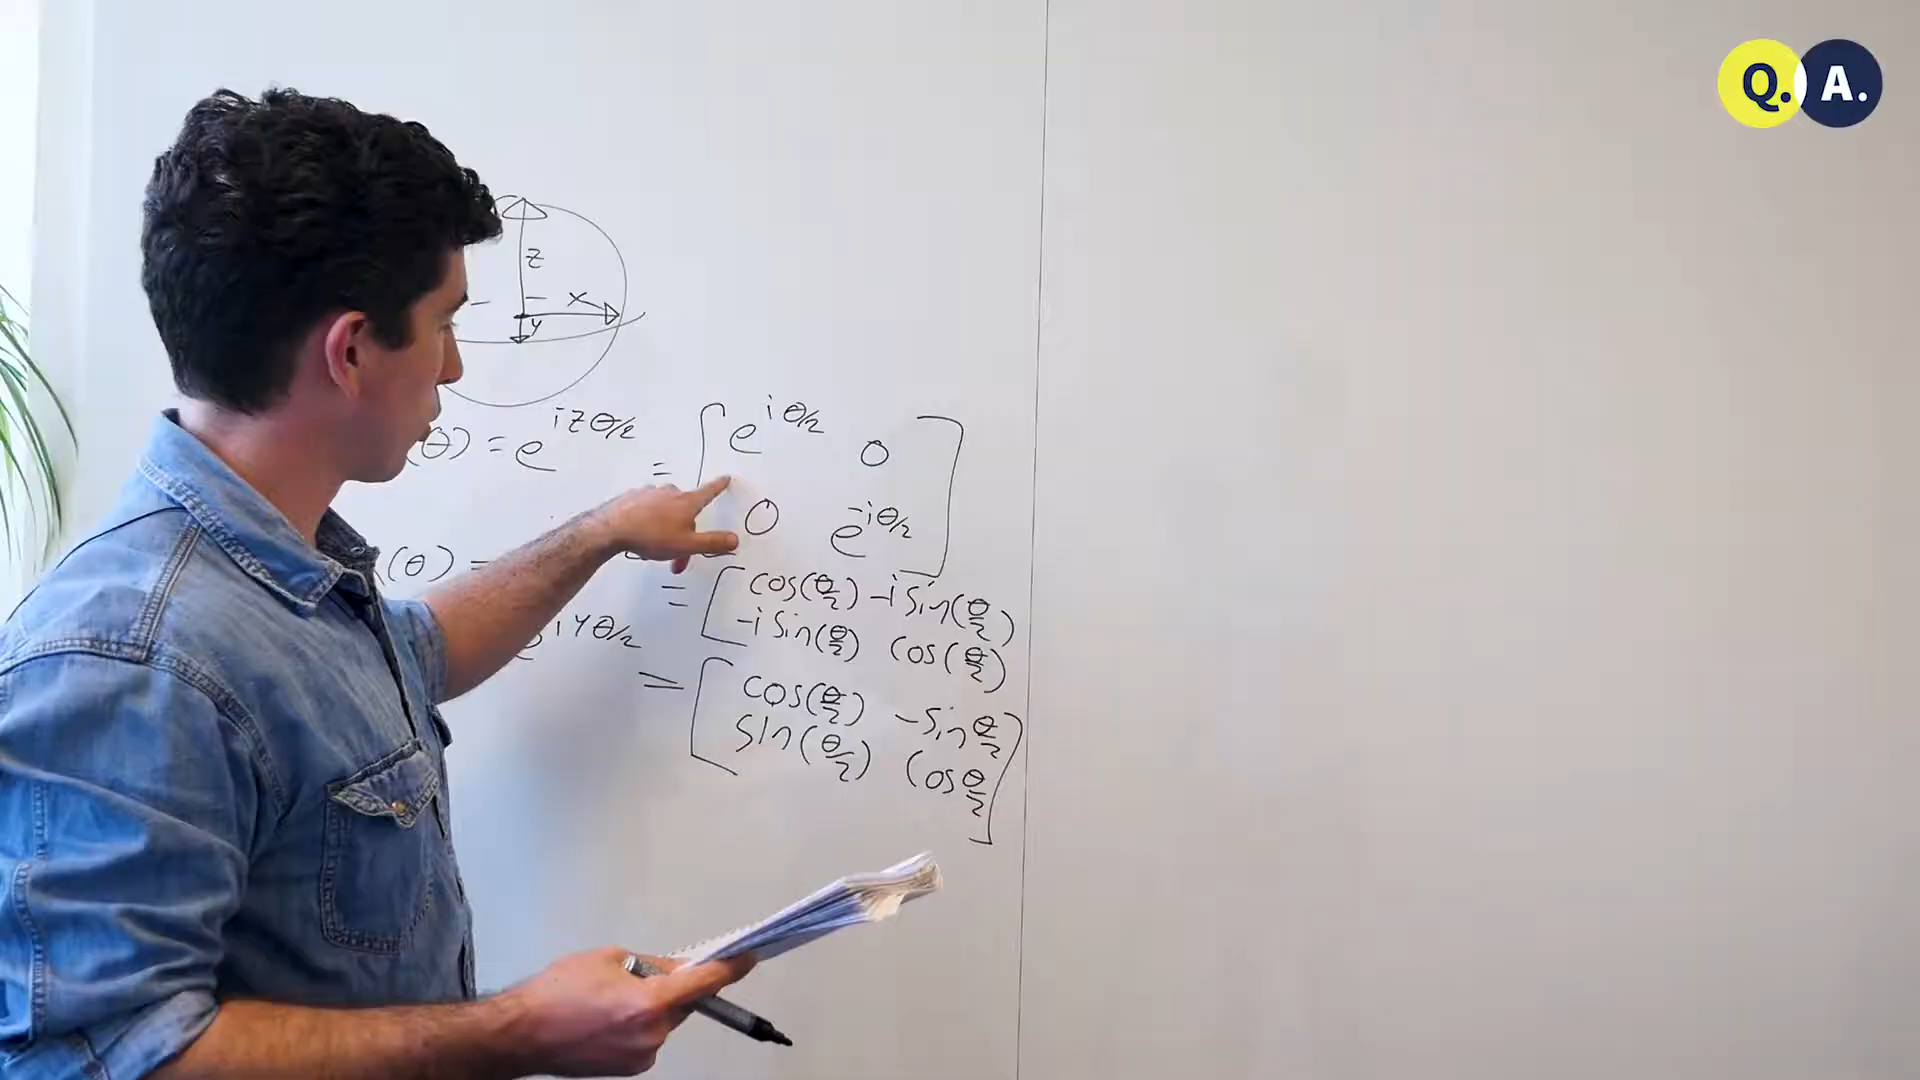 Q. A.
Z
X
Y
(θ) = e^{iZθ/2} = [e^{iθ/2} 0
0 e^{-iθ/2}]
(θ) =
= [cos(θ/2) -i sin(θ/2)
-i sin(θ/2) cos(θ/2)]
iYθ/2
= [cos(θ/2) -sin θ/2
sin(θ/2) cos θ/2]